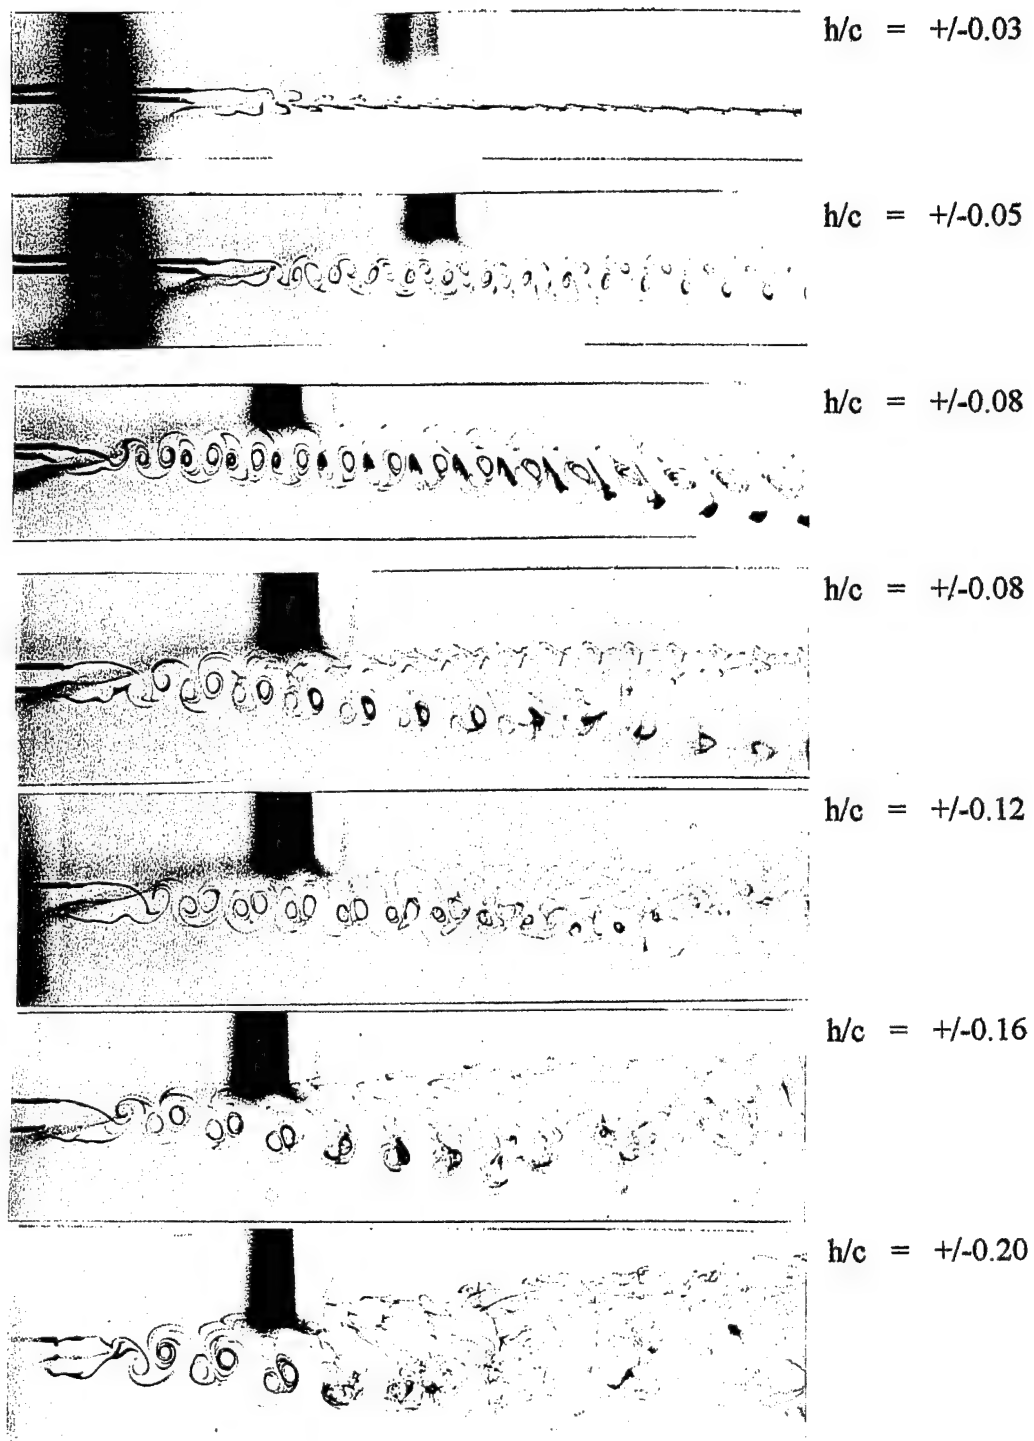 h/c = +/-0.03
h/c = +/-0.05
h/c = +/-0.08
h/c = +/-0.08
h/c = +/-0.12
h/c = +/-0.16
h/c = +/-0.20